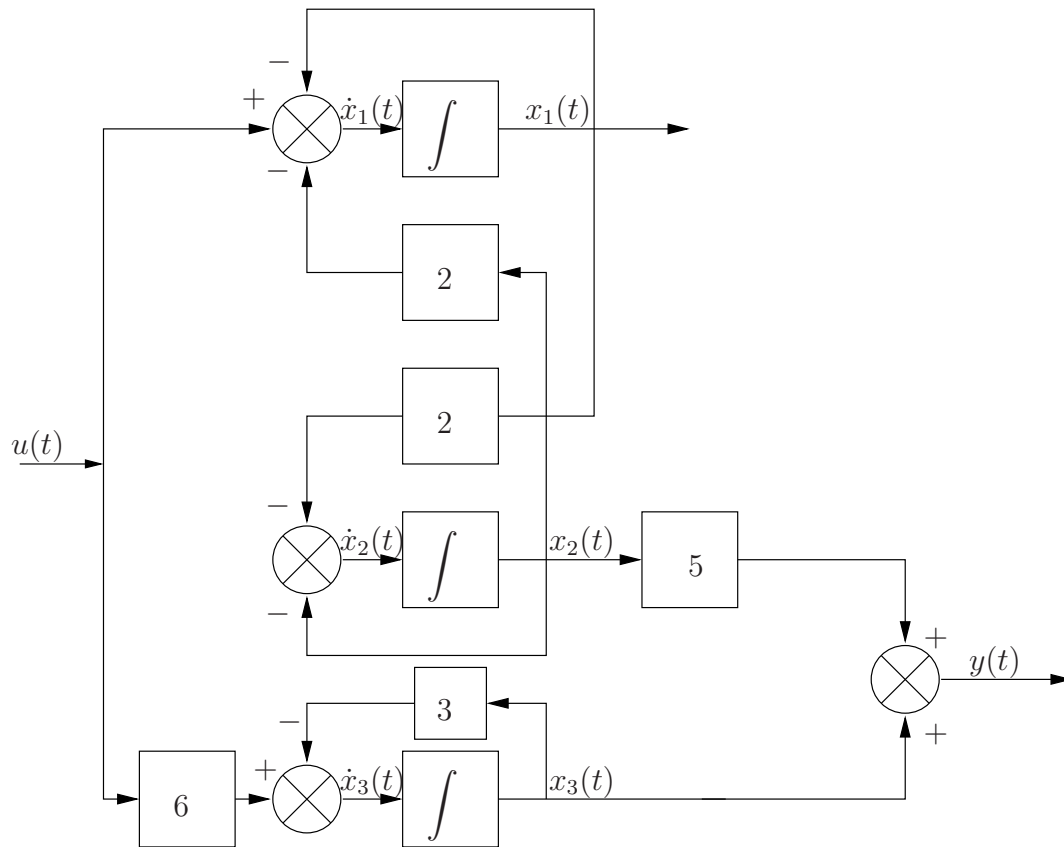 −
+
ẋ₁(t)
∫
x₁(t)
−
2
2
u(t)
−
ẋ₂(t)
∫
x₂(t)
5
−
+
y(t)
3
−
+
+
ẋ₃(t)
∫
x₃(t)
6